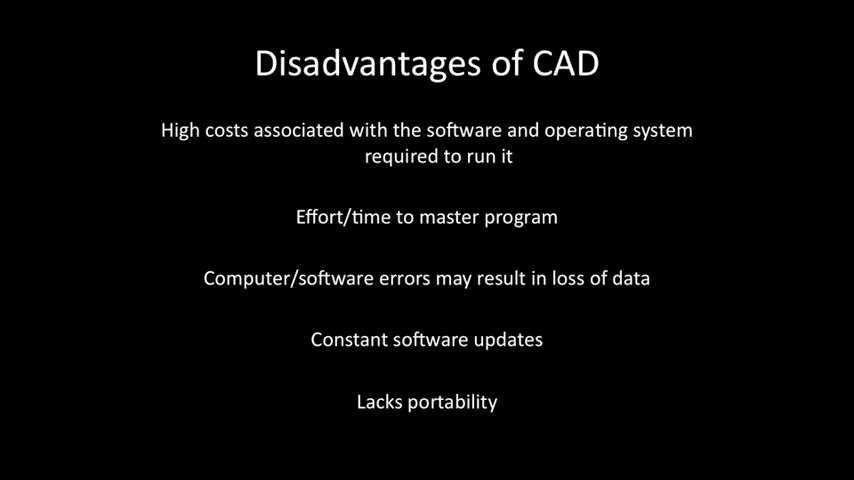 Disadvantages of CAD
High costs associated with the software and operating system
required to run it
Effort/time to master program
Computer/software errors may result in loss of data
Constant software updates
Lacks portability